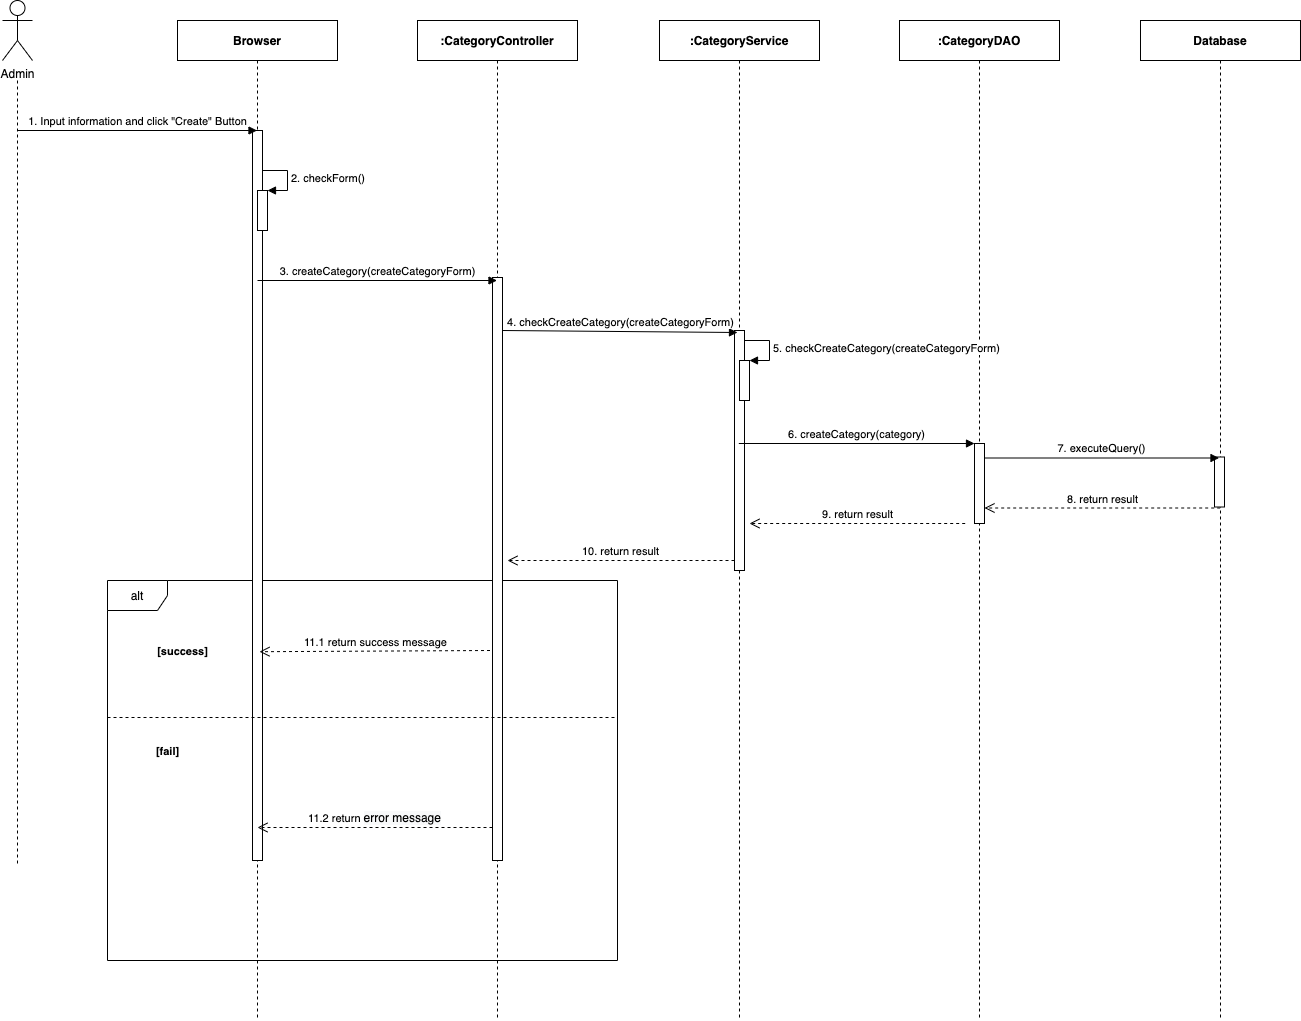 Admin
Browser
:CategoryController
:CategoryService
:CategoryDAO
Database
1. Input information and click "Create" Button
2. checkForm()
3. createCategory(createCategoryForm)
4. checkCreateCategory(createCategoryForm)
5. checkCreateCategory(createCategoryForm)
6. createCategory(category)
7. executeQuery()
8. return result
9. return result
10. return result
alt
11.1 return success message
[success]
[fail]
11.2 return error message